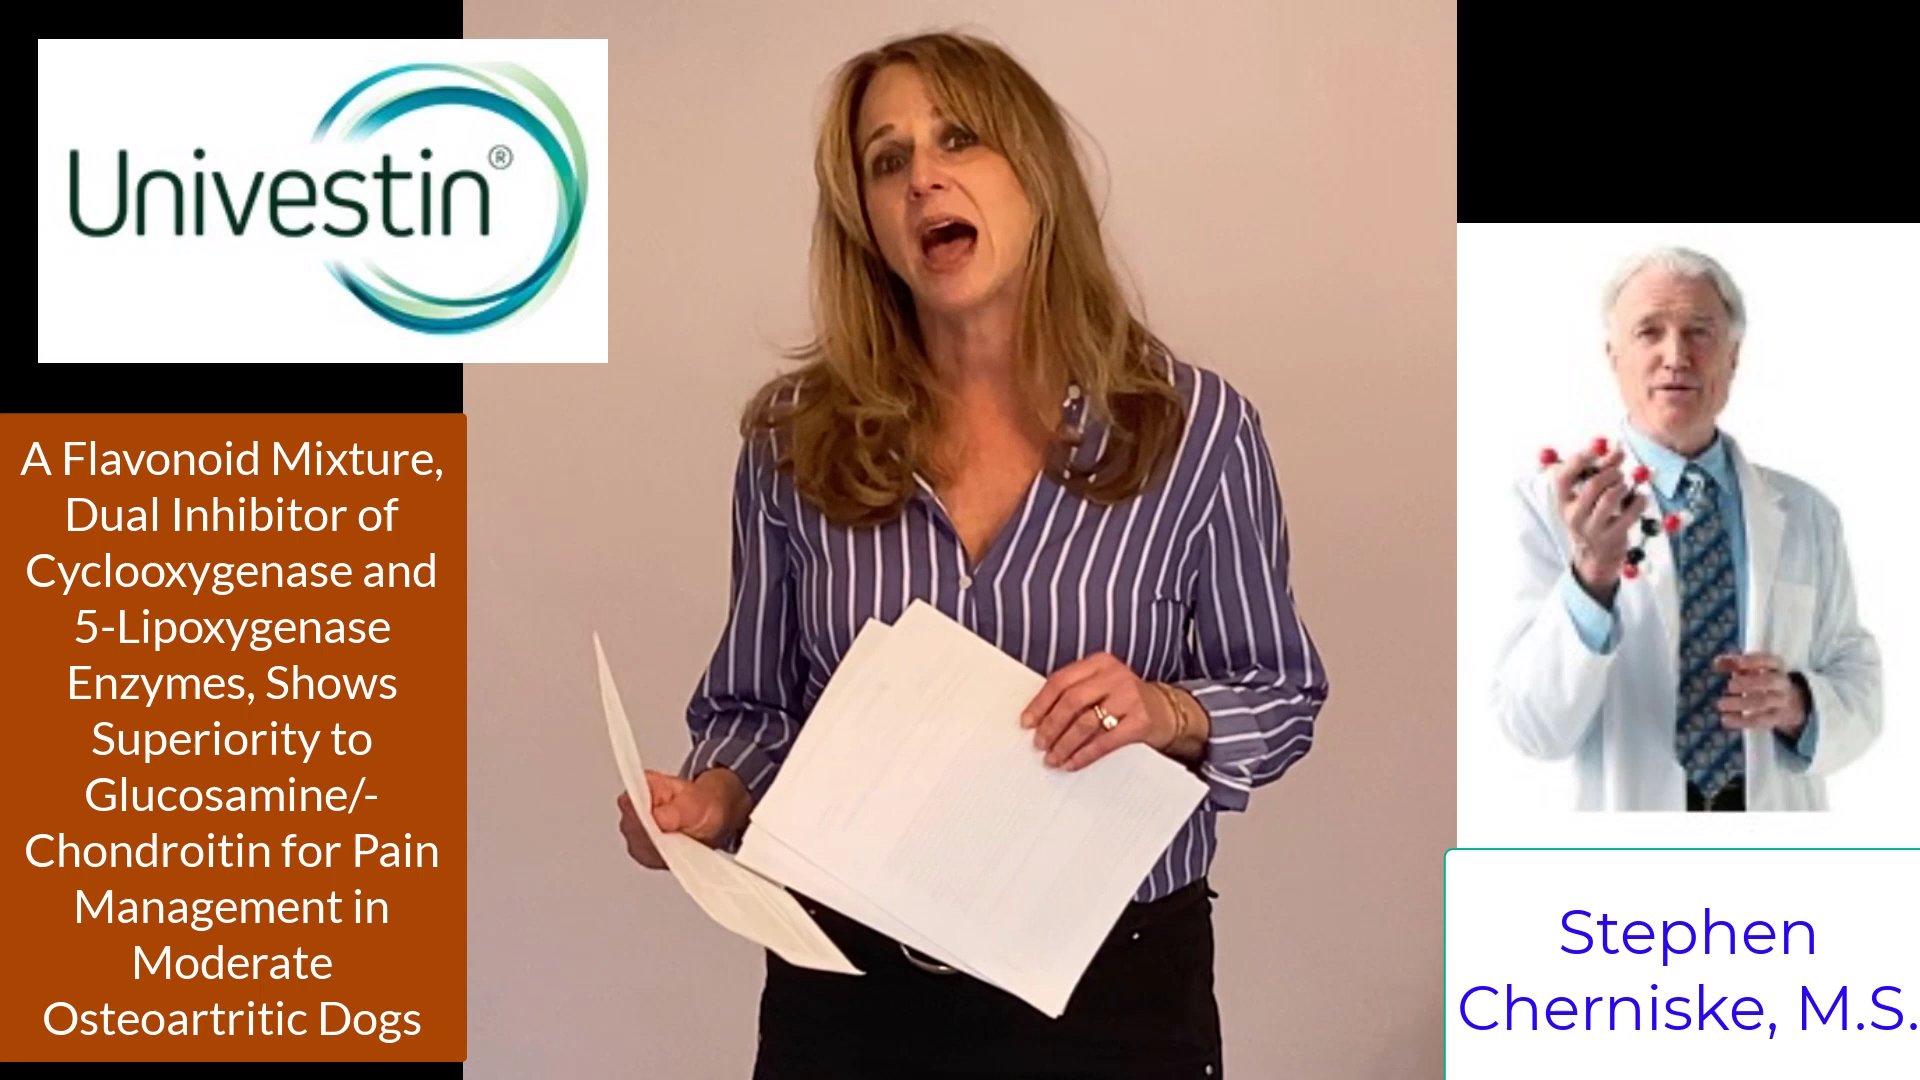 Univestin®
A Flavonoid Mixture,
Dual Inhibitor of
Cyclooxygenase and
5-Lipoxygenase
Enzymes, Shows
Superiority to
Glucosamine/-
Chondroitin for Pain
Management in
Moderate
Osteoartritic Dogs
Stephen
Cherniske, M.S.